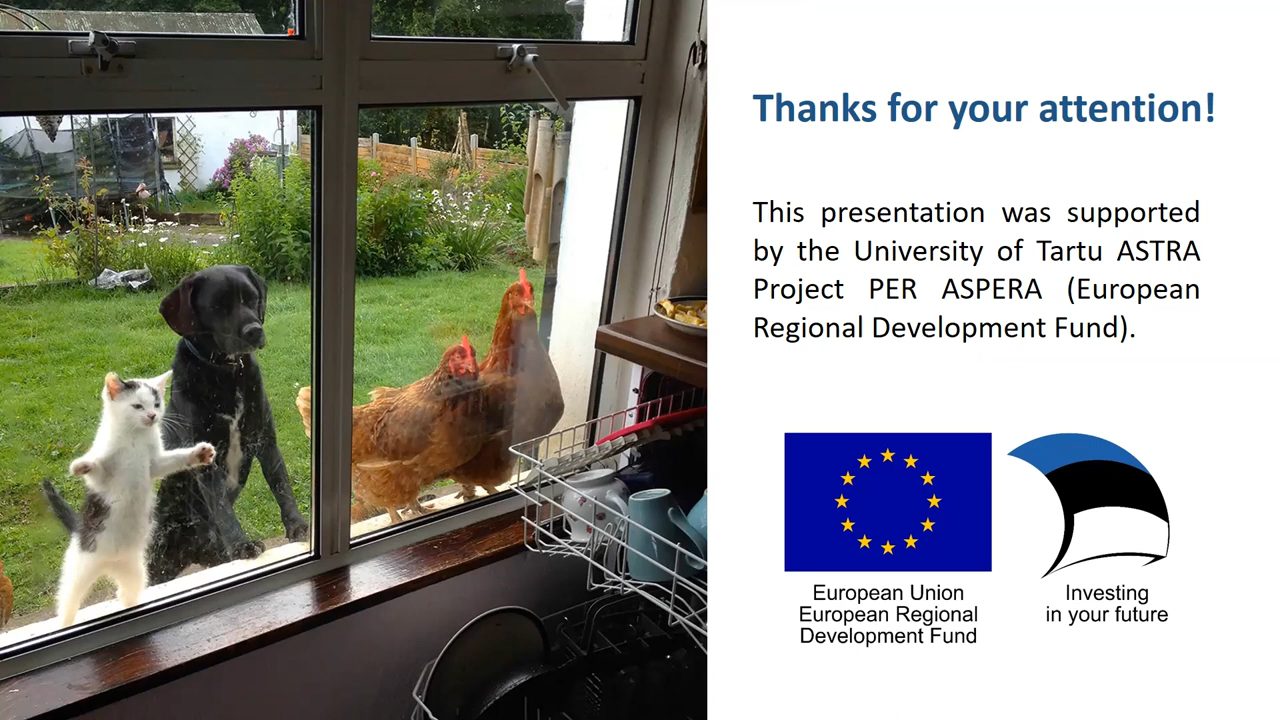 Thanks for your attention!
This presentation was supported
by the University of Tartu ASTRA
Project PER ASPERA (European
Regional Development Fund).
European Union
European Regional
Development Fund
Investing
in your future